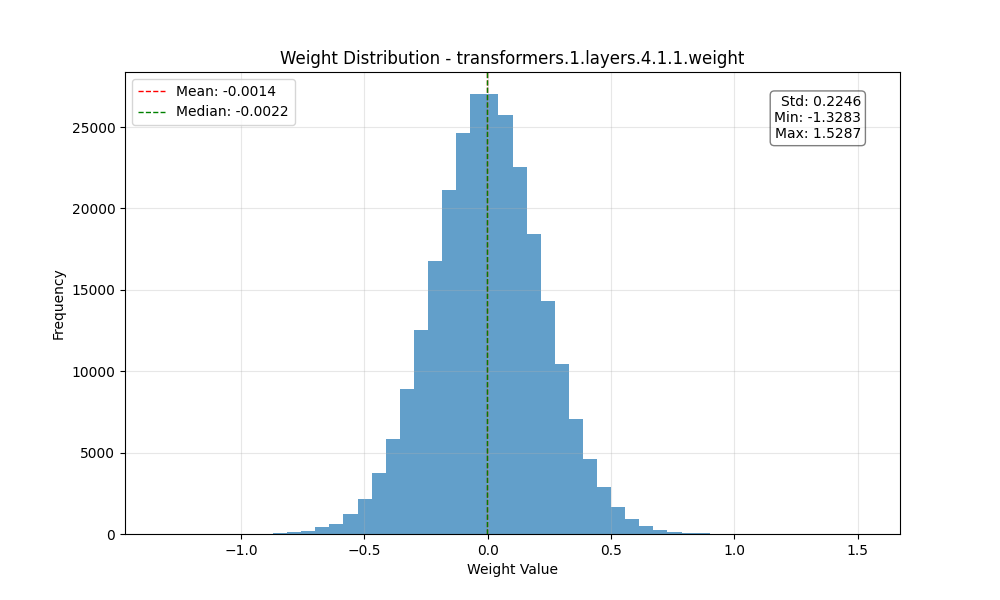 Weight Distribution - transformers.1.layers.4.1.1.weight
Mean: -0.0014
Median: -0.0022
Std: 0.2246
Min: -1.3283
Max: 1.5287
Frequency
25000
20000
15000
10000
5000
0
−1.0
−0.5
0.0
0.5
1.0
1.5
Weight Value